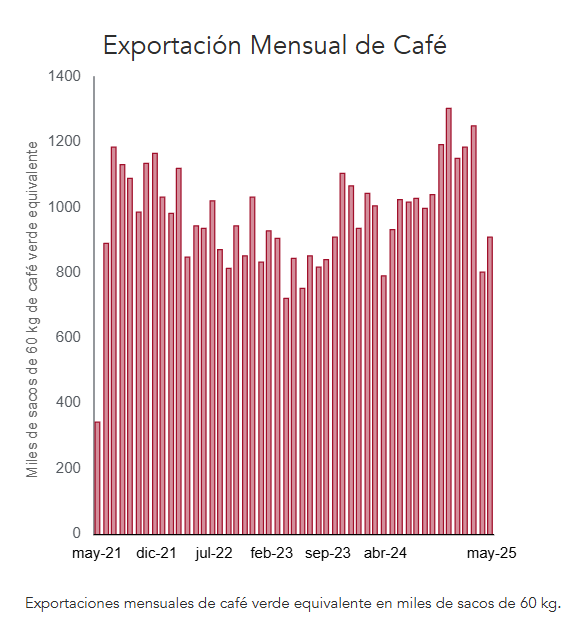 Exportación Mensual de Café
Miles de sacos de 60 kg de café verde equivalente
1400
1200
1000
800
600
400
200
0
may-21 dic-21 jul-22 feb-23 sep-23 abr-24 may-25
Exportaciones mensuales de café verde equivalente en miles de sacos de 60 kg.